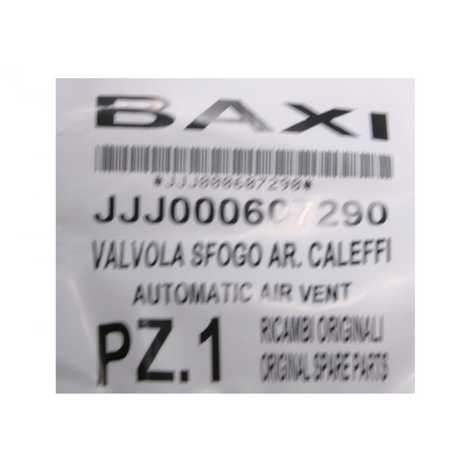 BAXI
*JJJ000607290*
JJJ000607290
VALVOLA SFOGO AR. CALEFFI
AUTOMATIC AIR VENT
PZ.1
RICAMBI ORIGINALI
ORIGINAL SPARE PARTS